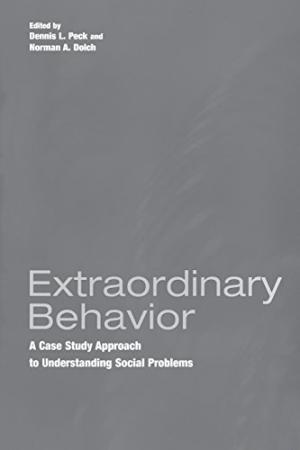 Edited by
Dennis L. Peck and
Norman A. Dolch
Extraordinary
Behavior
A Case Study Approach
to Understanding Social Problems